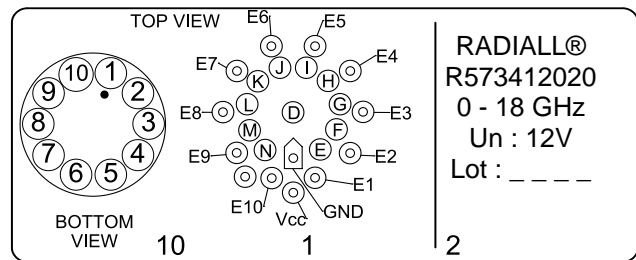 TOP VIEW
E6
E5
E7
E4
J
I
K
H
E8
L
D
G
E3
M
F
E9
N
E
E2
E10
Vcc
GND
E1
10
1
9
2
8
3
7
4
6
5
BOTTOM
VIEW
10
1
2
RADIALL®
R573412020
0 - 18 GHz
Un : 12V
Lot : _ _ _ _